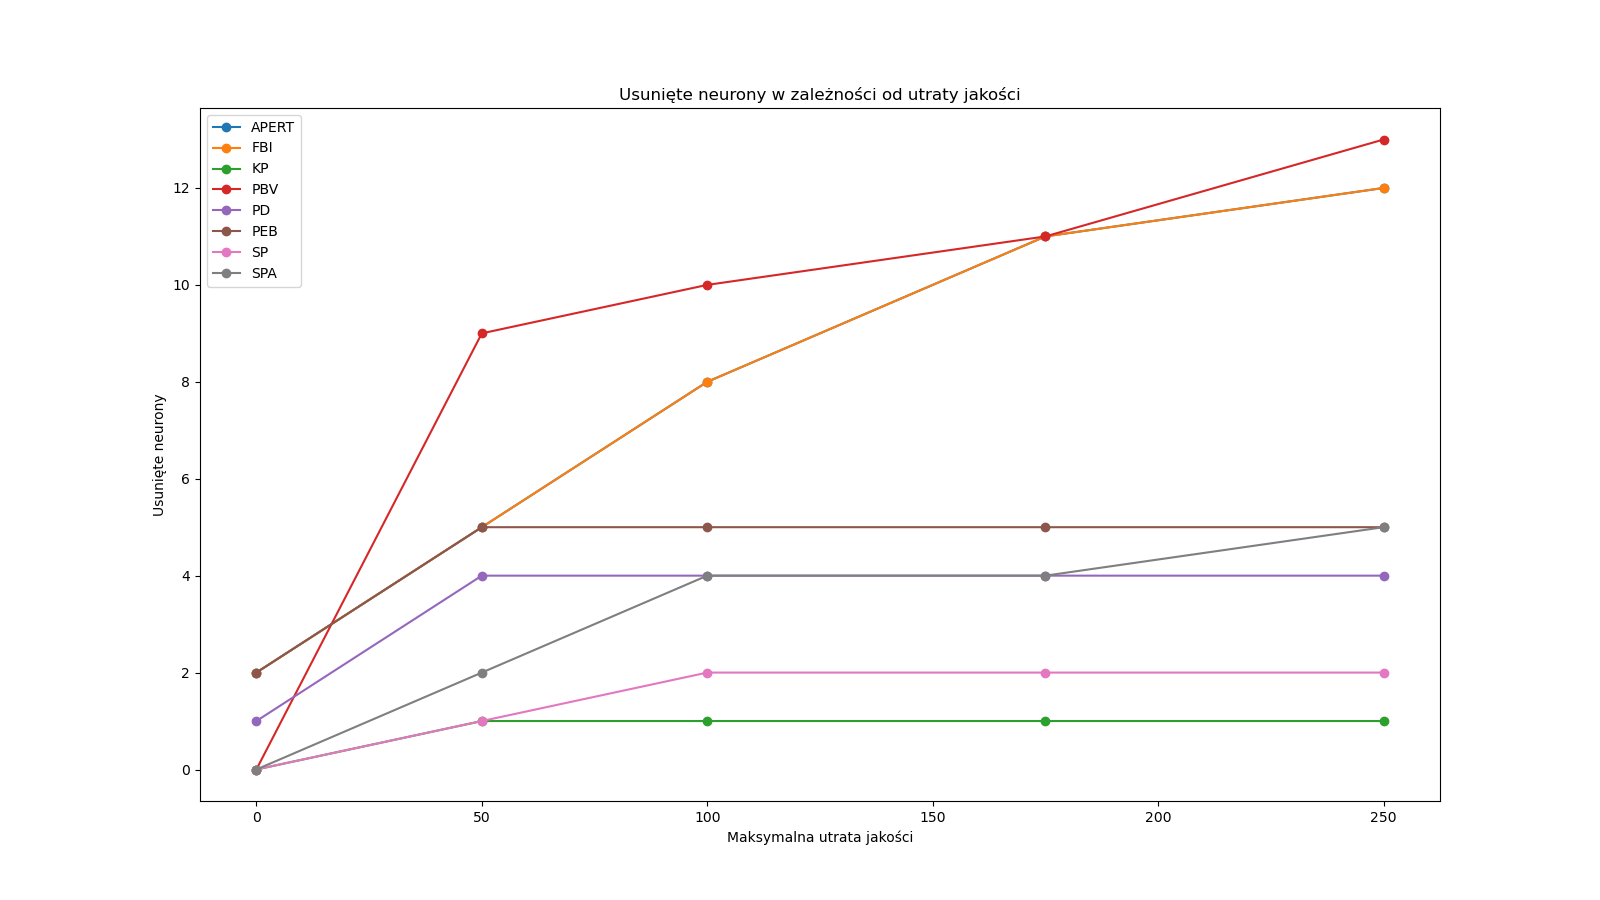 Usunięte neurony w zależności od utraty jakości
APERT
FBI
KP
PBV
PD
PEB
SP
SPA
Usunięte neurony
12
10
8
6
4
2
0
0 50 100 150 200 250
Maksymalna utrata jakości